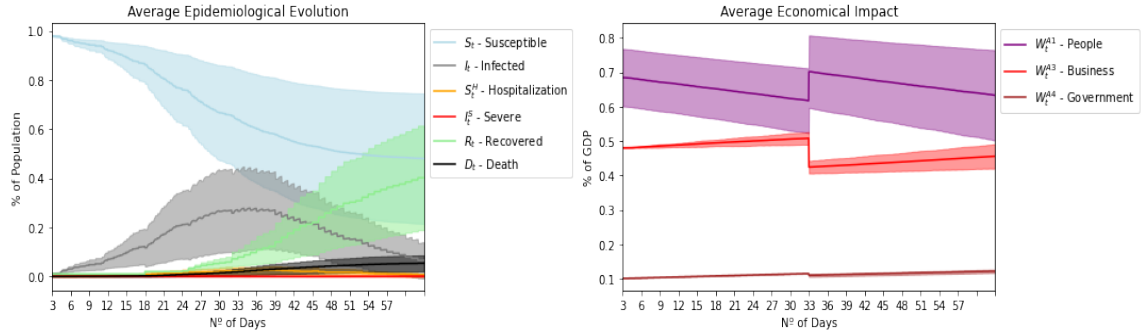 Average Epidemiological Evolution
% of Population
1.0
0.8
0.6
0.4
0.2
0.0
3 6 9 12 15 18 21 24 27 30 33 36 39 42 45 48 51 54 57
Nº of Days
S_t - Susceptible
I_t - Infected
S_t^H - Hospitalization
I_t^S - Severe
R_t - Recovered
D_t - Death
Average Economical Impact
% of GDP
0.8
0.7
0.6
0.5
0.4
0.3
0.2
0.1
3 6 9 12 15 18 21 24 27 30 33 36 39 42 45 48 51 54 57
Nº of Days
W_t^A1 - People
W_t^A3 - Business
W_t^A4 - Government